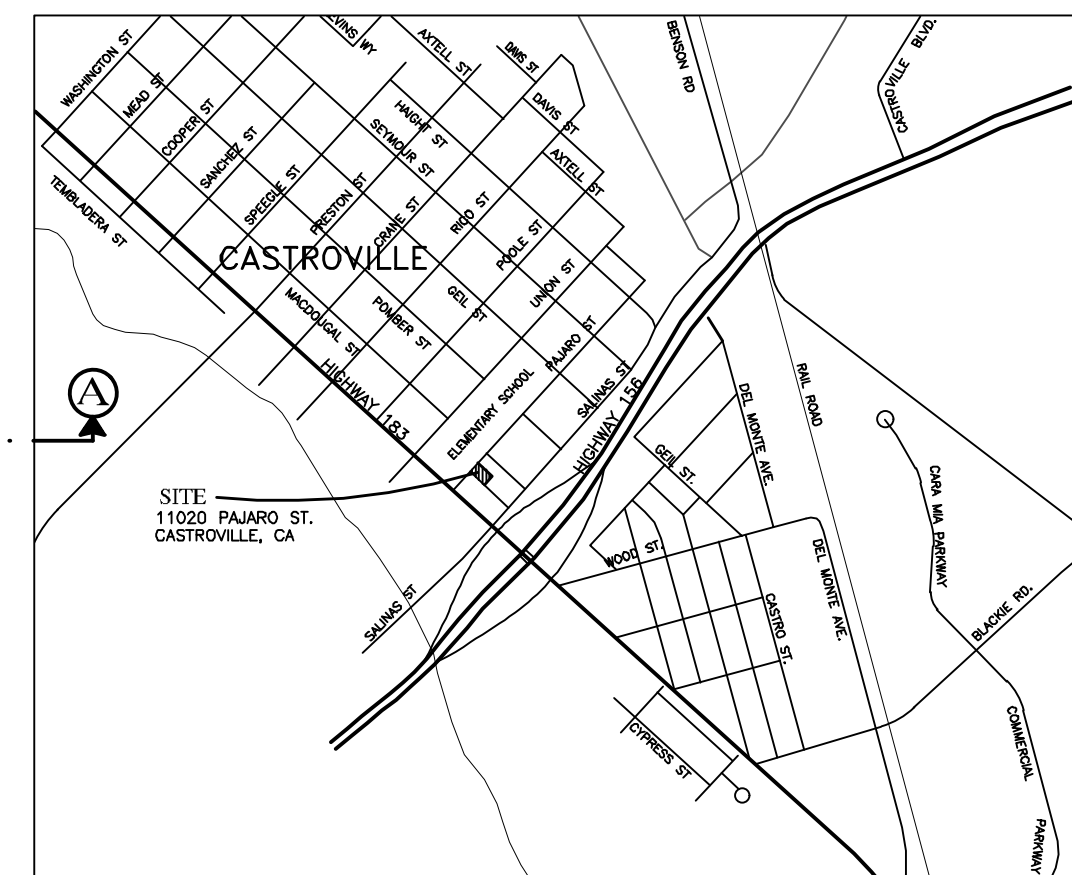 WASHINGTON ST
MEAD ST
COOPER ST
SANCHEZ ST
SPEEGLE ST
PRESTON ST
CRANE ST
RICO ST
POOLE ST
UNION ST
PAJARO ST
SALINAS ST
AXTELL ST
DAVIS ST
DAVIS ST
AXTELL ST
HAIGHT ST
SEYMOUR ST
BENSON RD
CASTROVILLE BLVD.
TEMBLADERA ST
CASTROVILLE
MACDOUGAL ST
POMBER ST
GEIL ST
HIGHWAY 183
ELEMENTARY SCHOOL
HIGHWAY 156
RAIL ROAD
DEL MONTE AVE.
GEIL ST.
A
SITE
11020 PAJARO ST.
CASTROVILLE, CA
CARA MIA PARKWAY
WOOD ST.
DEL MONTE AVE.
CASTRO ST.
BLACKIE RD.
SALINAS ST
CYPRESS ST
COMMERCIAL
PARKWAY